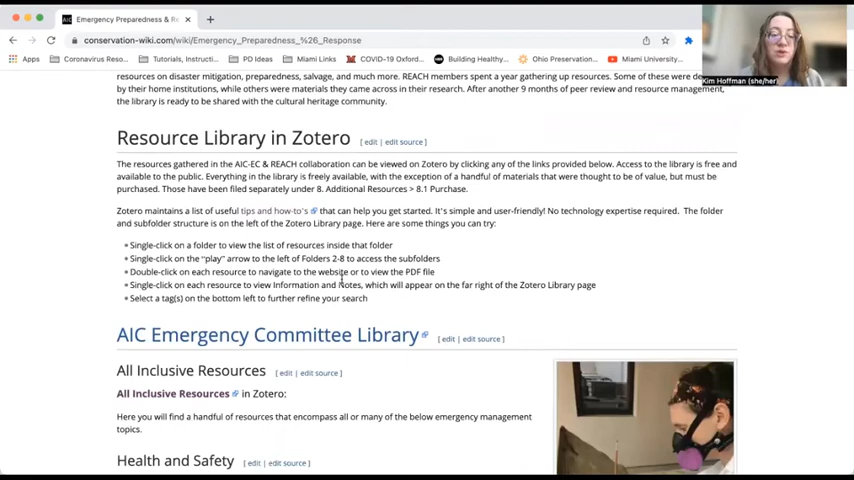 AIC Emergency Preparedness & Re
conservation-wiki.com/wiki/Emergency_Preparedness_%26_Response
Apps Coronavirus Reso... Tutorials, Instructi... PD Ideas Miami Links COVID-19 Oxford... Building Healthy... Miami University...
Kim Hoffman (she/her)
resources on disaster mitigation, preparedness, salvage, and much more. REACH members spent a year gathering up resources. Some of these were de
by their home institutions, while others were materials they came across in their research. After another 9 months of peer review and resource management,
the library is ready to be shared with the cultural heritage community.
Resource Library in Zotero [ edit | edit source ]
The resources gathered in the AIC-EC & REACH collaboration can be viewed on Zotero by clicking any of the links provided below. Access to the library is free and
available to the public. Everything in the library is freely available, with the exception of a handful of materials that were thought to be of value, but must be
purchased. Those have been filed separately under 8. Additional Resources > 8.1 Purchase.
Zotero maintains a list of useful tips and how-to's that can help you get started. It's simple and user-friendly! No technology expertise required. The folder
and subfolder structure is on the left of the Zotero Library page. Here are some things you can try:
Single-click on a folder to view the list of resources inside that folder
Single-click on the "play" arrow to the left of Folders 2-8 to access the subfolders
Double-click on each resource to navigate to the website or to view the PDF file
Single-click each resource to view Information and Notes, which will appear on the far right of the Zotero Library page
Select a tag(s) on the bottom left to further refine your search
AIC Emergency Committee Library [ edit | edit source ]
All Inclusive Resources [ edit | edit source ]
All Inclusive Resources in Zotero:
Here you will find a handful of resources that encompass all or many of the below emergency management
topics.
Health and Safety [ edit | edit source ]